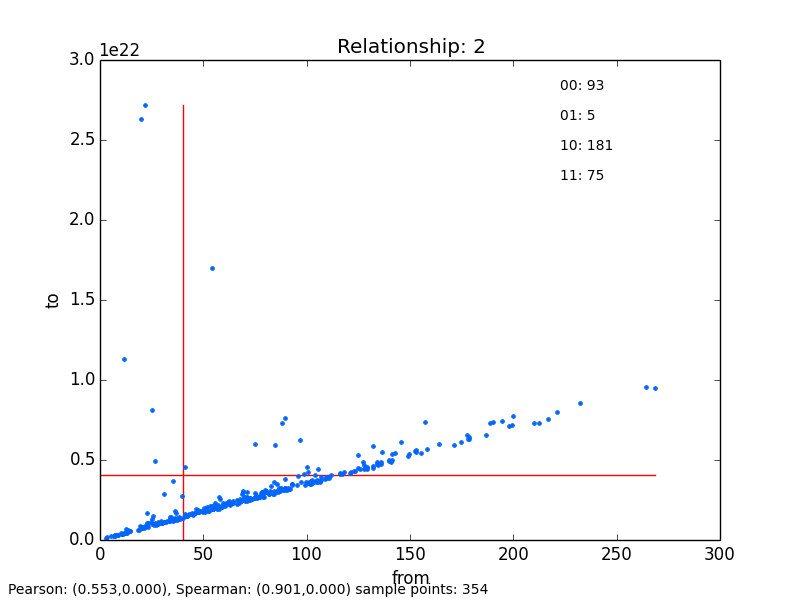 Relationship: 2
1e22
3.0
2.5
2.0
1.5
1.0
0.5
0.0
to
00: 93
01: 5
10: 181
11: 75
0 50 100 150 200 250 300
from
Pearson: (0.553,0.000), Spearman: (0.901,0.000) sample points: 354